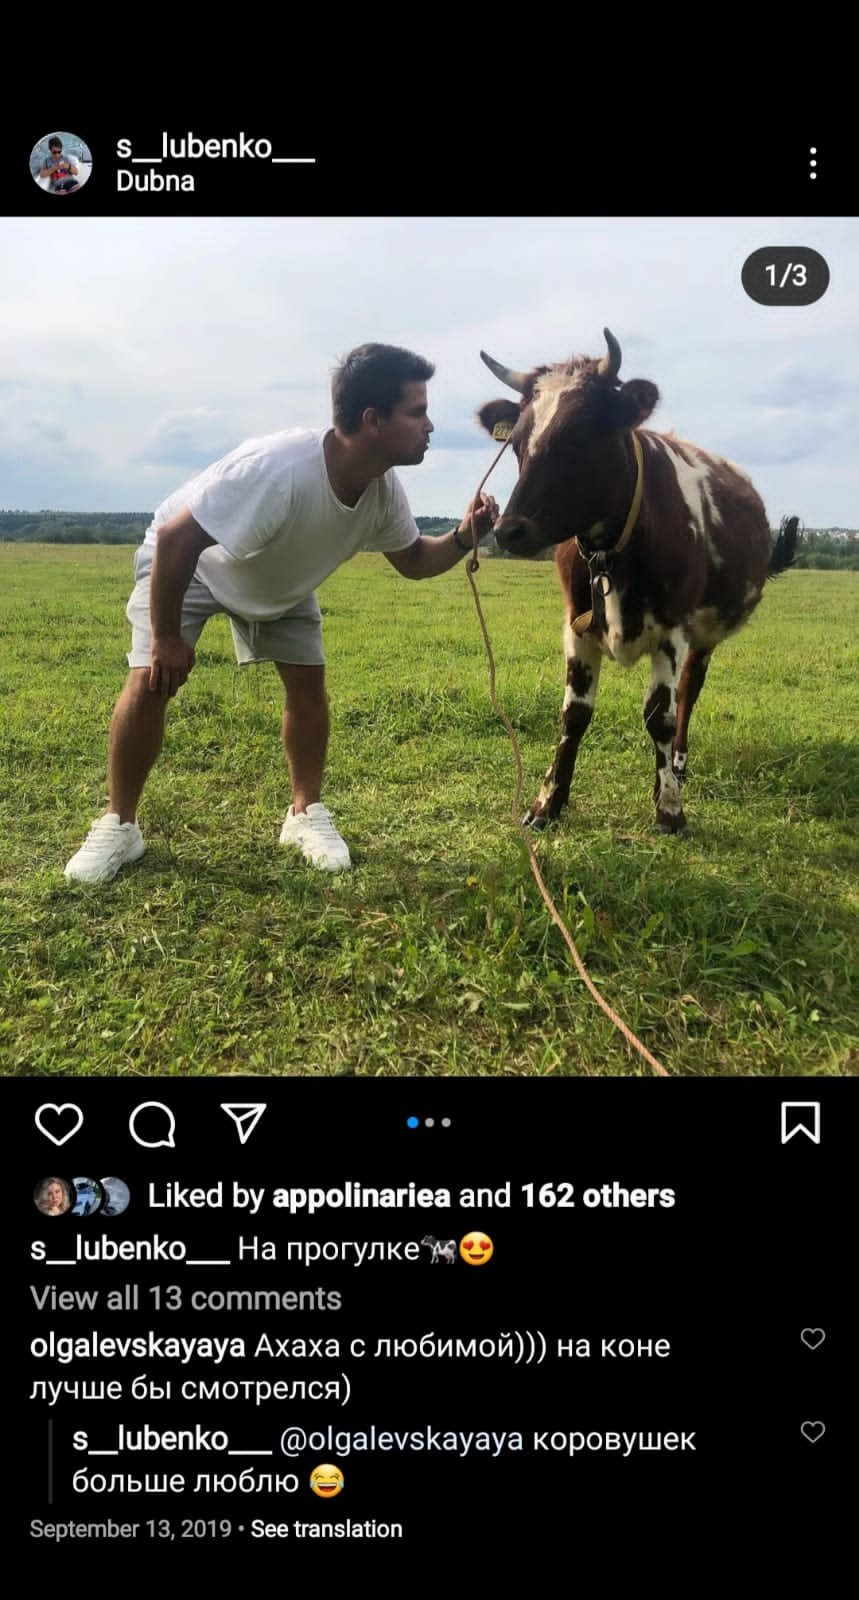 s__lubenko___
Dubna
1/3
Liked by appolinariea and 162 others
s__lubenko___ На прогулке🐄😍
View all 13 comments
olgalevskayaya Ахаха с любимой))) на коне
лучше бы смотрелся)
s__lubenko___ @olgalevskayaya коровушек
больше люблю 😂
September 13, 2019 • See translation